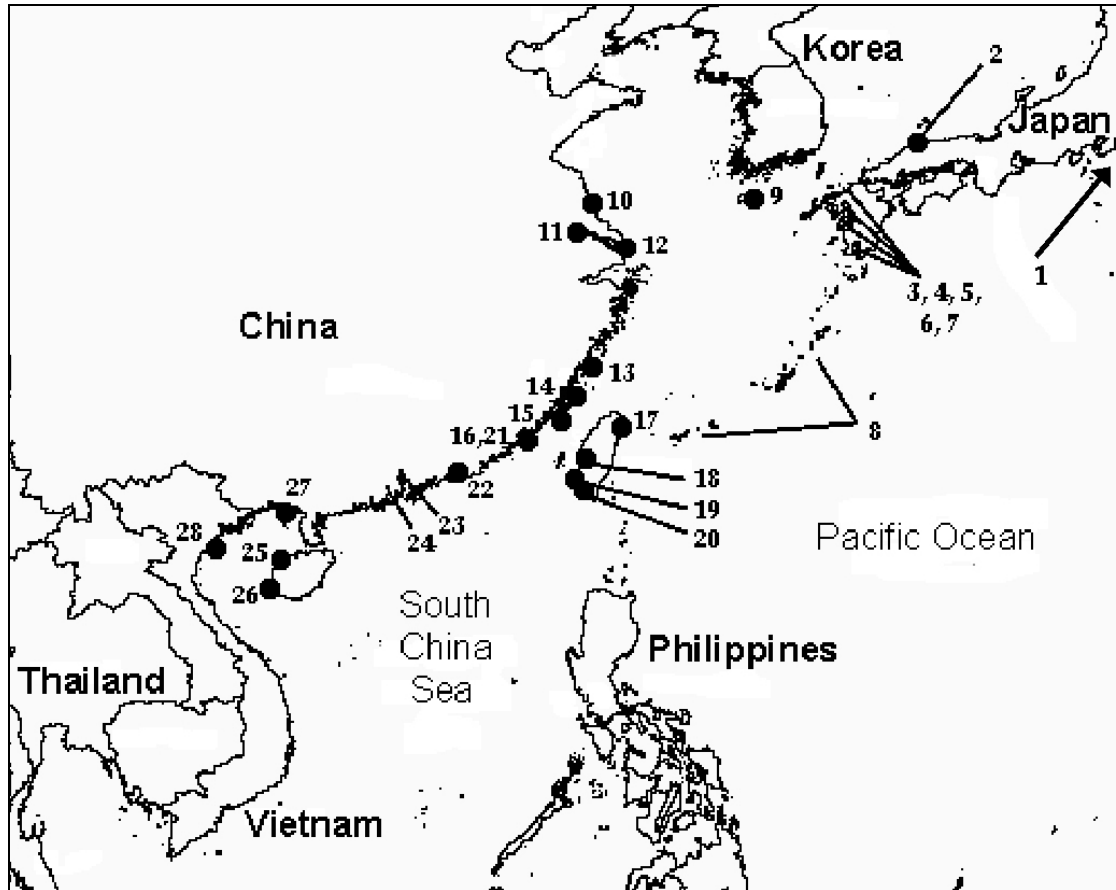 Korea
2
Japan
9
10
11
12
1
3, 4, 5,
6, 7
China
13
14
15
17
8
16,21
18
22
19
27
23
20
24
28
25
Pacific Ocean
26
South
China
Sea
Philippines
Thailand
Vietnam